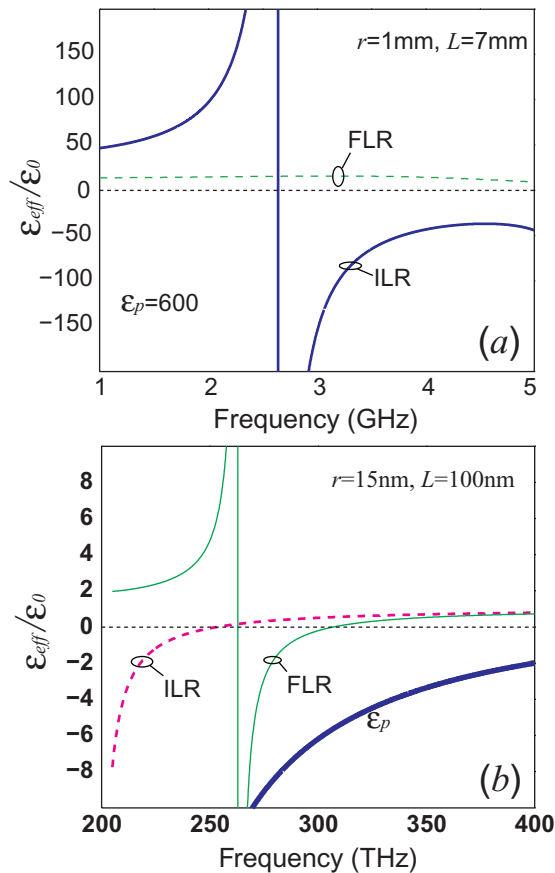 r=1mm, L=7mm
150
100
50
0
−50
−100
−150
εeff/ε0
FLR
ILR
εp=600
(a)
1 2 3 4 5
Frequency (GHz)
r=15nm, L=100nm
8
6
4
2
0
−2
−4
−6
−8
εeff/ε0
ILR
FLR
εp
(b)
200 250 300 350 400
Frequency (THz)